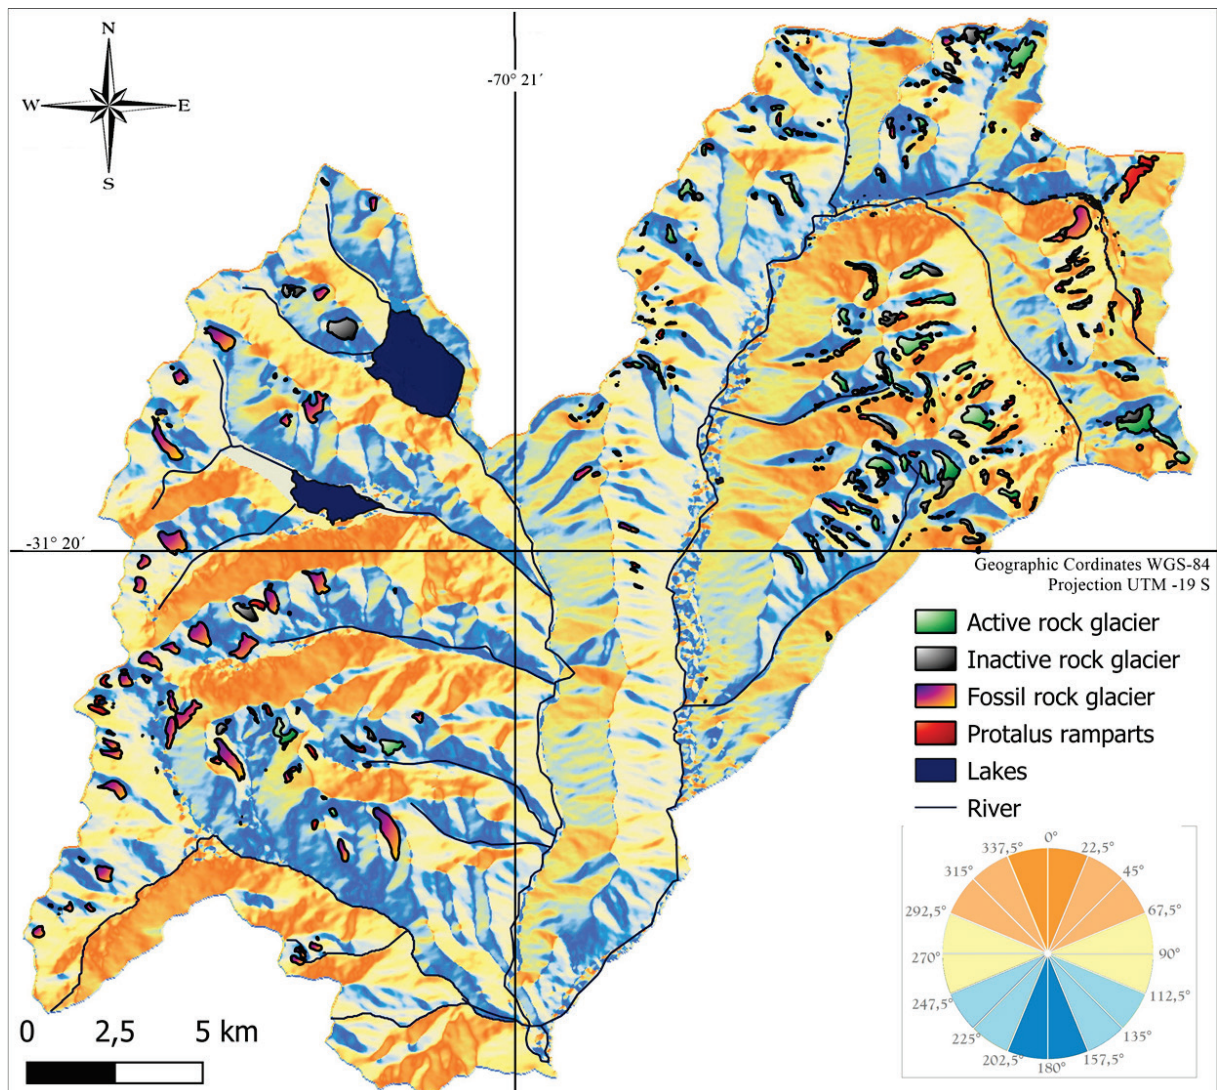 N
W E
S
-70° 21´
-31° 20´
Geographic Cordinates WGS-84
Projection UTM -19 S
Active rock glacier
Inactive rock glacier
Fossil rock glacier
Protalus ramparts
Lakes
River
0°
337,5° 22,5°
315° 45°
292,5° 67,5°
270° 90°
247,5° 112,5°
225° 135°
202,5° 157,5°
180°
0 2,5 5 km